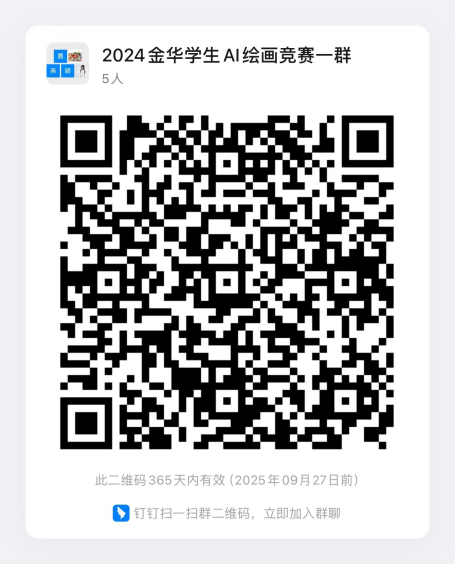 2024金华学生AI绘画竞赛一群
5人
此二维码365天内有效（2025年09月27日前）
钉钉扫一扫群二维码，立即加入群聊